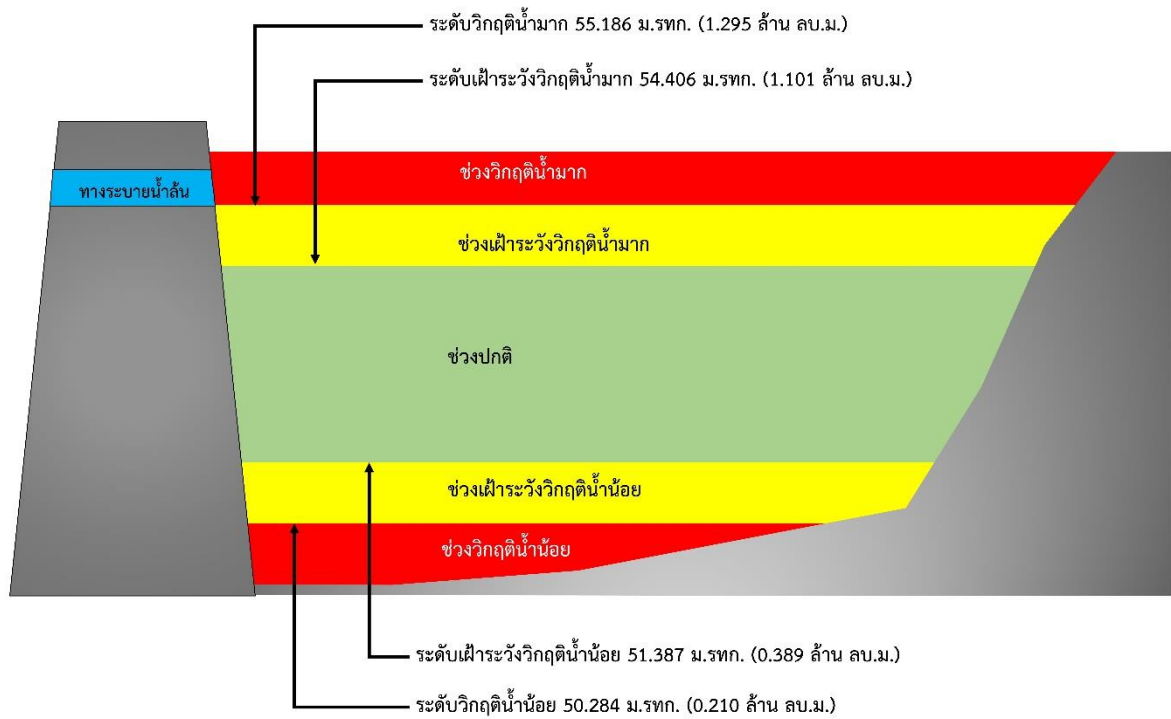 ระดับวิกฤติน้ำมาก 55.186 ม.รทก. (1.295 ล้าน ลบ.ม.)
ระดับเฝ้าระวังวิกฤติน้ำมาก 54.406 ม.รทก. (1.101 ล้าน ลบ.ม.)
ช่วงวิกฤติน้ำมาก
ทางระบายน้ำล้น
ช่วงเฝ้าระวังวิกฤติน้ำมาก
ช่วงปกติ
ช่วงเฝ้าระวังวิกฤติน้ำน้อย
ช่วงวิกฤติน้ำน้อย
ระดับเฝ้าระวังวิกฤติน้ำน้อย 51.387 ม.รทก. (0.389 ล้าน ลบ.ม.)
ระดับวิกฤติน้ำน้อย 50.284 ม.รทก. (0.210 ล้าน ลบ.ม.)